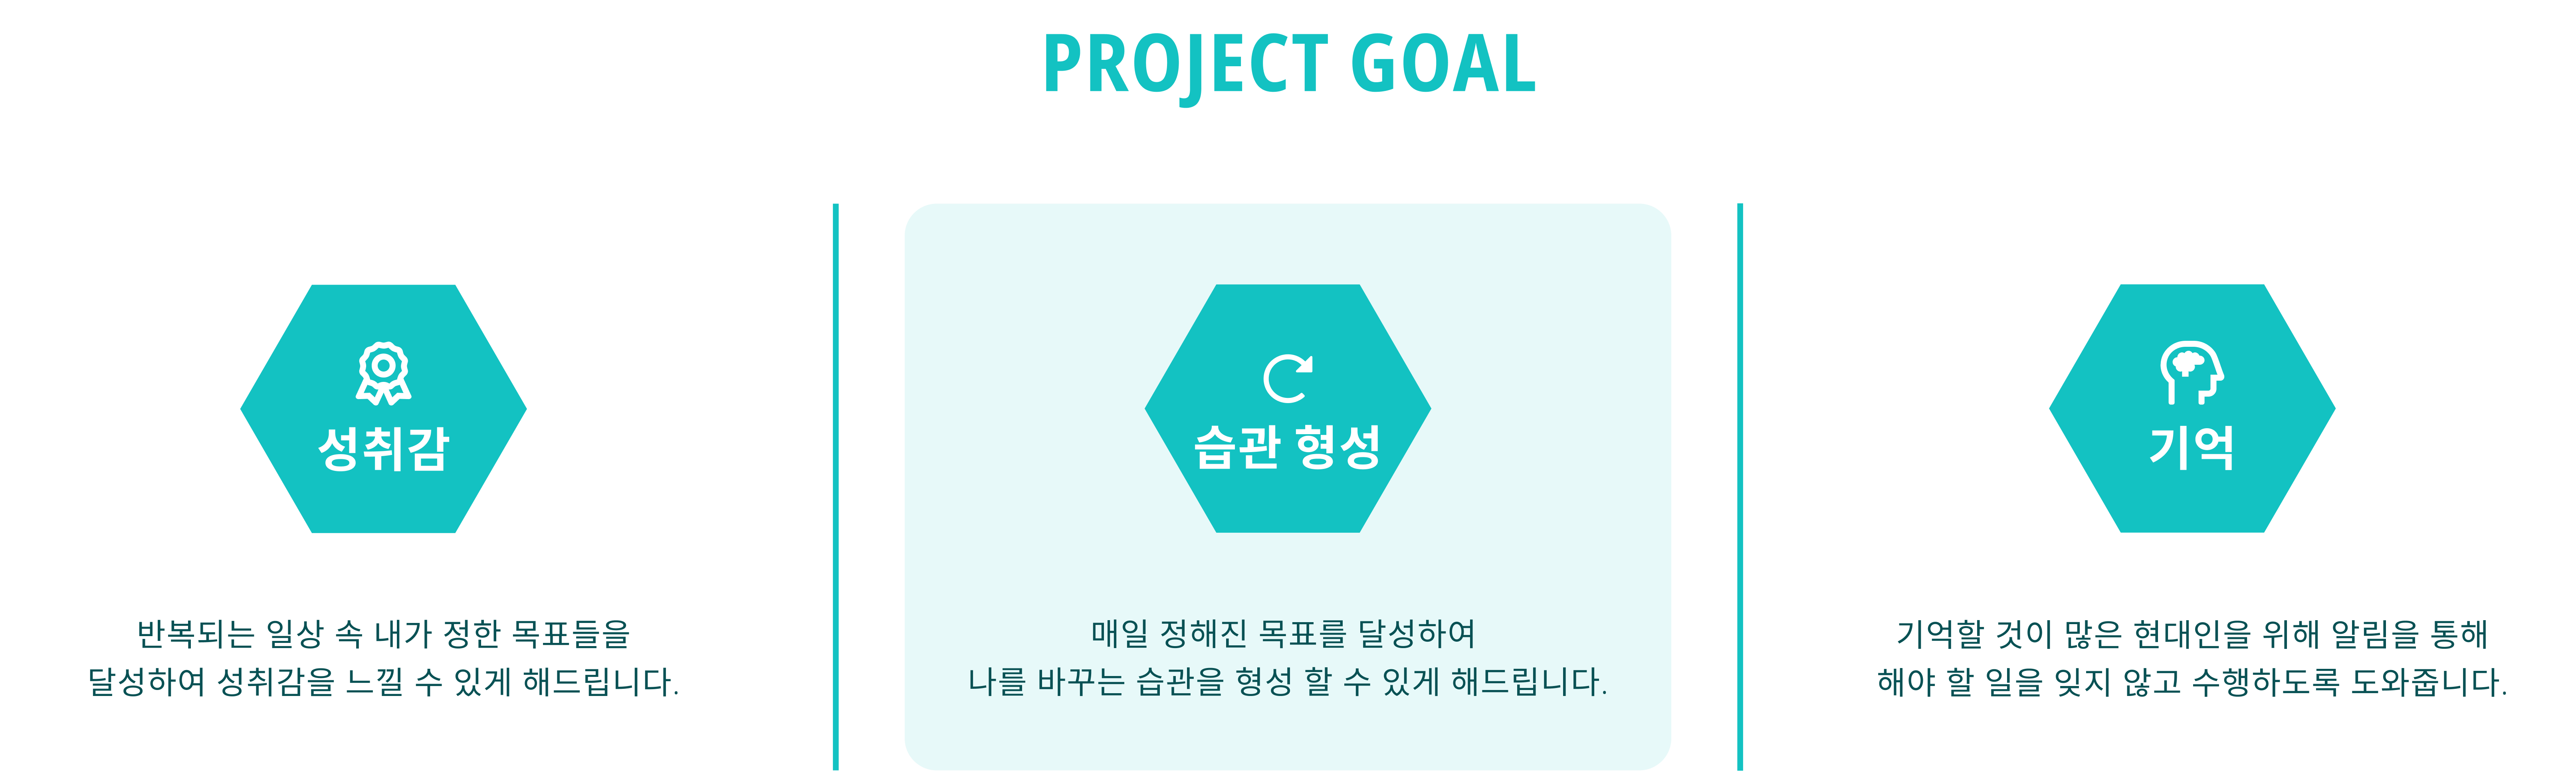 PROJECT GOAL
성취감
반복되는 일상 속 내가 정한 목표들을
달성하여 성취감을 느낄 수 있게 해드립니다.
습관 형성
매일 정해진 목표를 달성하여
나를 바꾸는 습관을 형성 할 수 있게 해드립니다.
기억
기억할 것이 많은 현대인을 위해 알림을 통해
해야 할 일을 잊지 않고 수행하도록 도와줍니다.